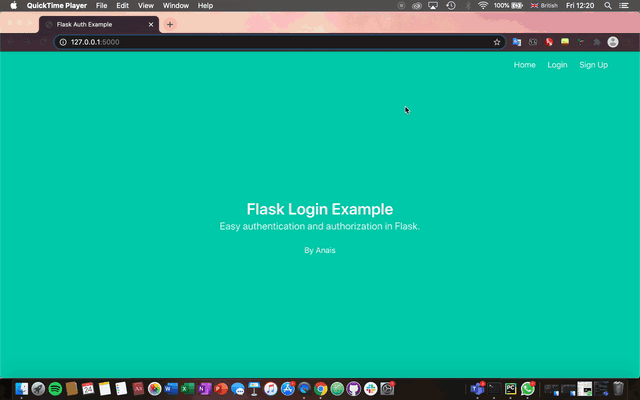 QuickTime Player File Edit View Window Help 100% British Fri 12:20
Flask Auth Example
127.0.0.1:5000
Home Login Sign Up
Flask Login Example
Easy authentication and authorization in Flask.
By Anais
24